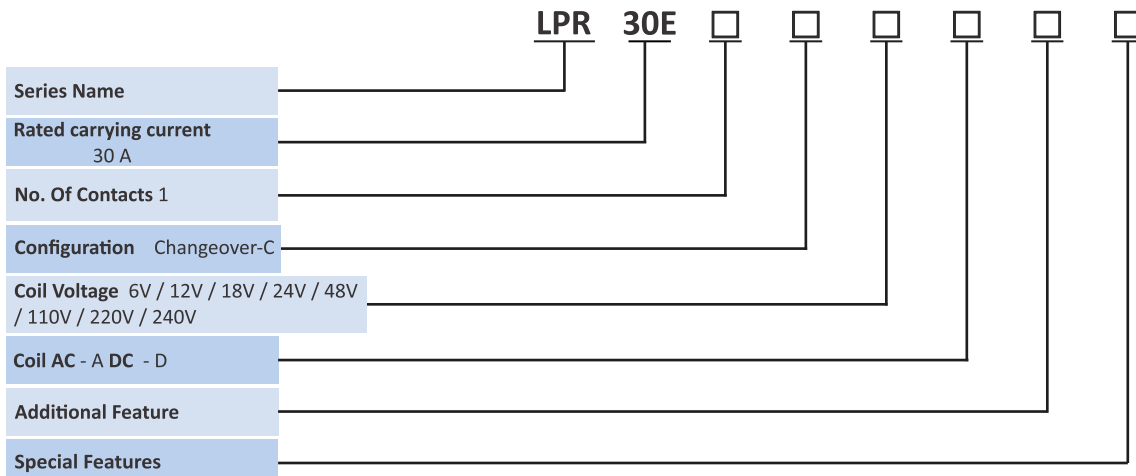 LPR 30E
Series Name
Rated carrying current
30 A
No. Of Contacts 1
Configuration Changeover-C
Coil Voltage 6V / 12V / 18V / 24V / 48V
/ 110V / 220V / 240V
Coil AC - A DC - D
Additional Feature
Special Features